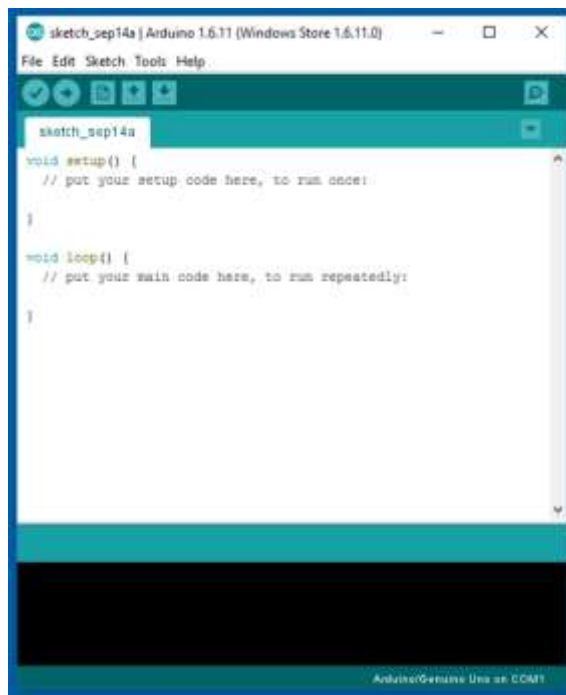 sketch_sep14a | Arduino 1.6.11 (Windows Store 1.6.11.0)
File Edit Sketch Tools Help
sketch_sep14a
void setup() {
  // put your setup code here, to run once:
}
void loop() {
  // put your main code here, to run repeatedly:
}
Arduino/Genuino Uno on COM1